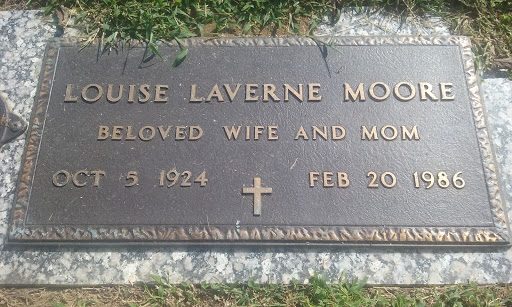 LOUISE LAVERNE MOORE
BELOVED WIFE AND MOM
OCT 5 1924 FEB 20 1986